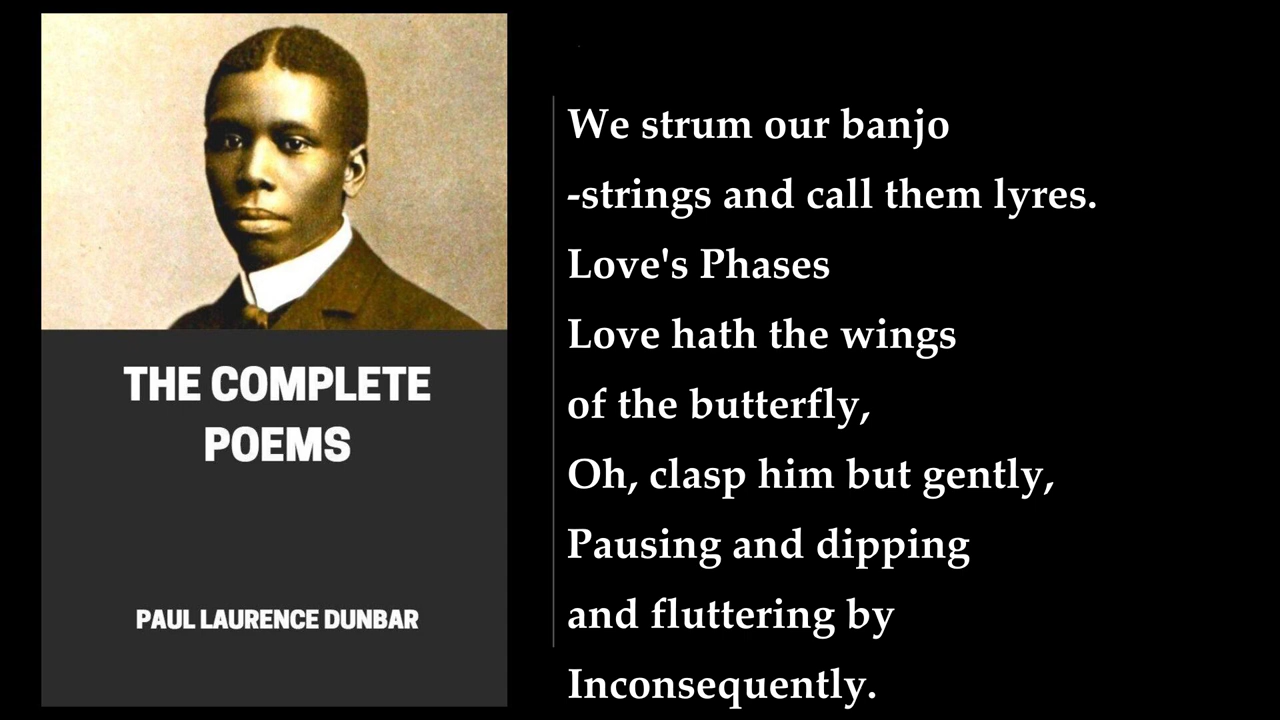 THE COMPLETE
POEMS
PAUL LAURENCE DUNBAR
We strum our banjo
-strings and call them lyres.
Love's Phases
Love hath the wings
of the butterfly,
Oh, clasp him but gently,
Pausing and dipping
and fluttering by
Inconsequently.